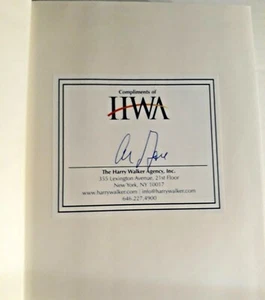 Compliments of
HWA
The Harry Walker Agency, Inc.
355 Lexington Avenue, 21st Floor
New York, NY 10017
www.harrywalker.com | info@harrywalker.com
646.227.4900